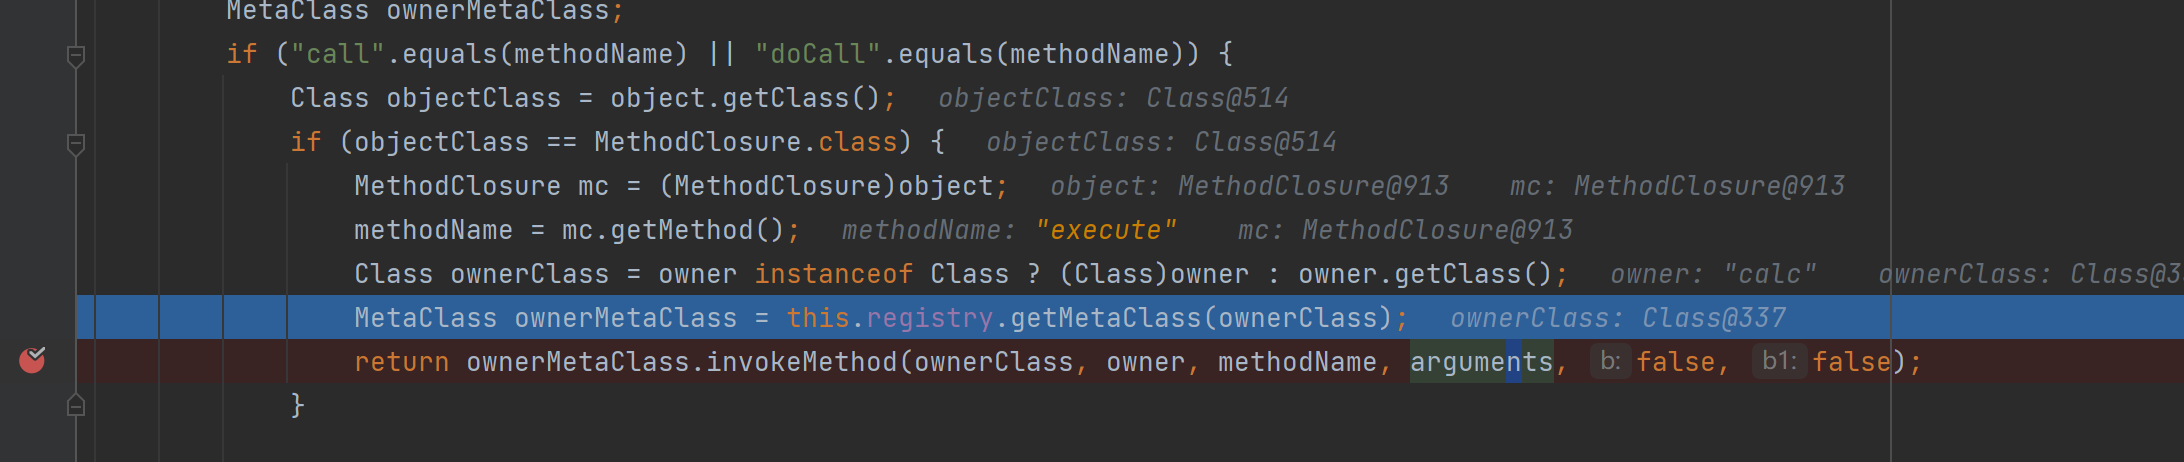 MetaClass ownerMetaClass;
if ("call".equals(methodName) || "doCall".equals(methodName)) {
Class objectClass = object.getClass(); objectClass: Class@514
if (objectClass == MethodClosure.class) { objectClass: Class@514
MethodClosure mc = (MethodClosure)object; object: MethodClosure@913 mc: MethodClosure@913
methodName = mc.getMethod(); methodName: "execute" mc: MethodClosure@913
Class ownerClass = owner instanceof Class ? (Class)owner : owner.getClass(); owner: "calc" ownerClass: Class@3
MetaClass ownerMetaClass = this.registry.getMetaClass(ownerClass); ownerClass: Class@337
return ownerMetaClass.invokeMethod(ownerClass, owner, methodName, arguments, b: false, b1: false);
}